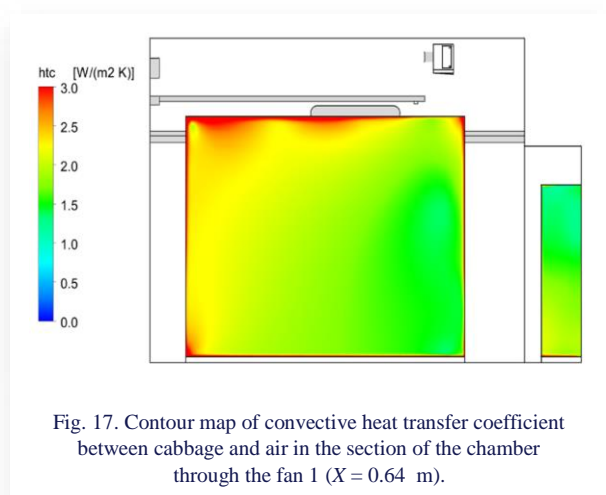 htc [W/(m2 K)]
3.0
2.5
2.0
1.5
1.0
0.5
0.0
Fig. 17. Contour map of convective heat transfer coefficient
between cabbage and air in the section of the chamber
through the fan 1 (X = 0.64 m).